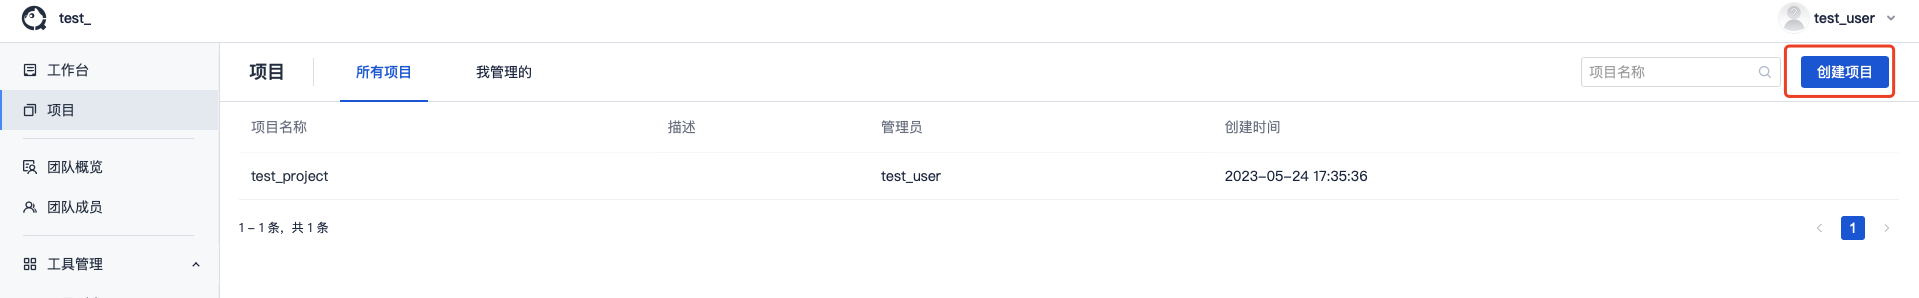 test_
test_user
工作台
项目
团队概览
团队成员
工具管理
项目
所有项目
我管理的
项目名称
创建项目
项目名称 描述 管理员 创建时间
test_project test_user 2023-05-24 17:35:36
1 - 1 条，共 1 条
1